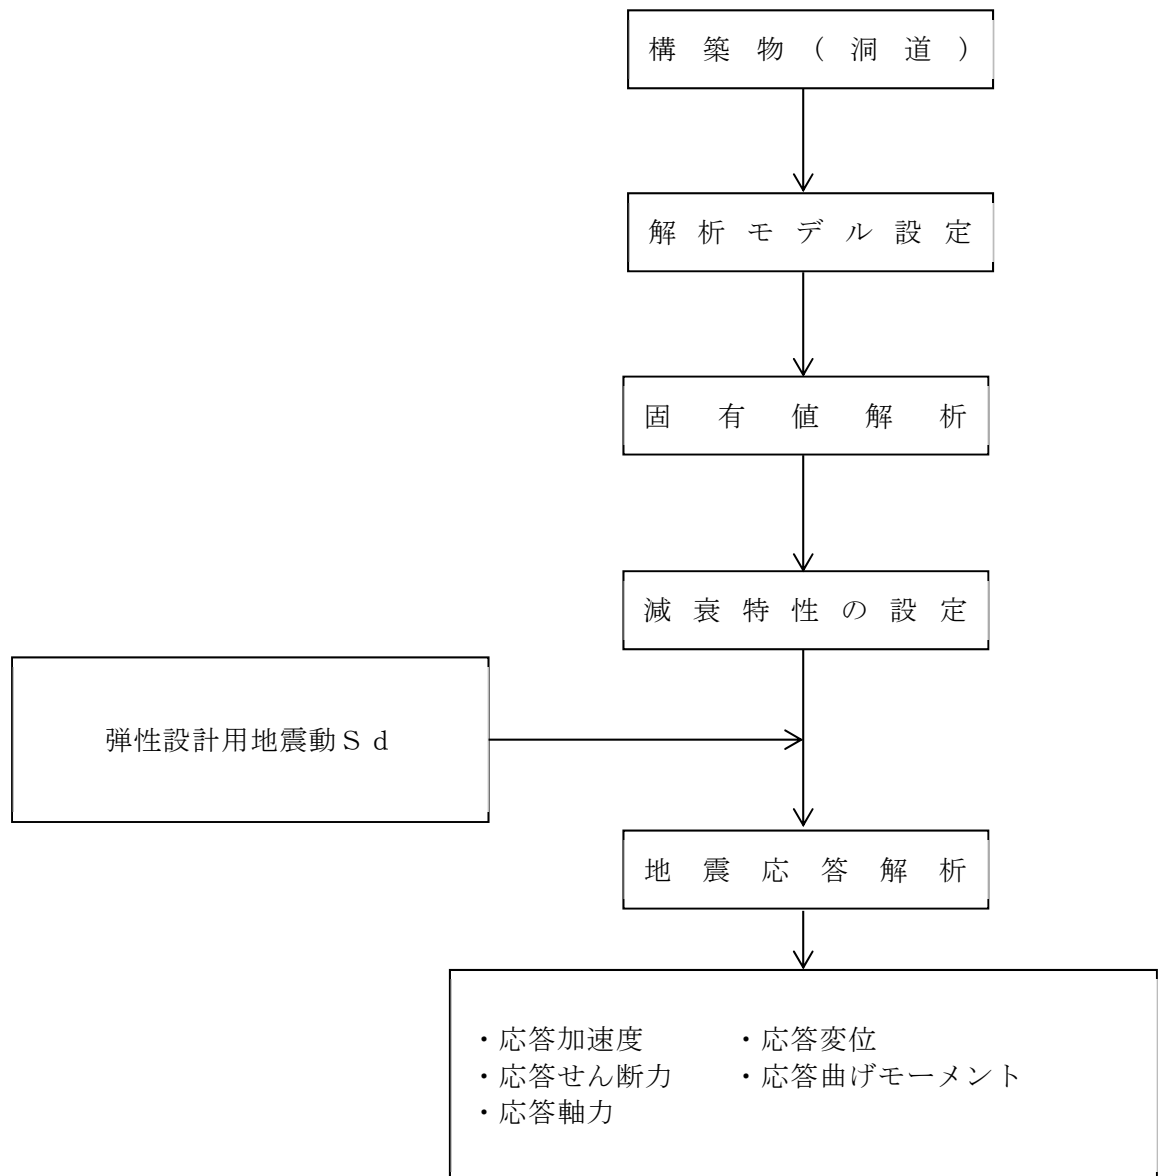 構築物(洞道)
解析モデル設定
固有値解析
減衰特性の設定
弾性設計用地震動Ｓｄ
地震応答解析
・応答加速度　・応答変位
・応答せん断力　・応答曲げモーメント
・応答軸力